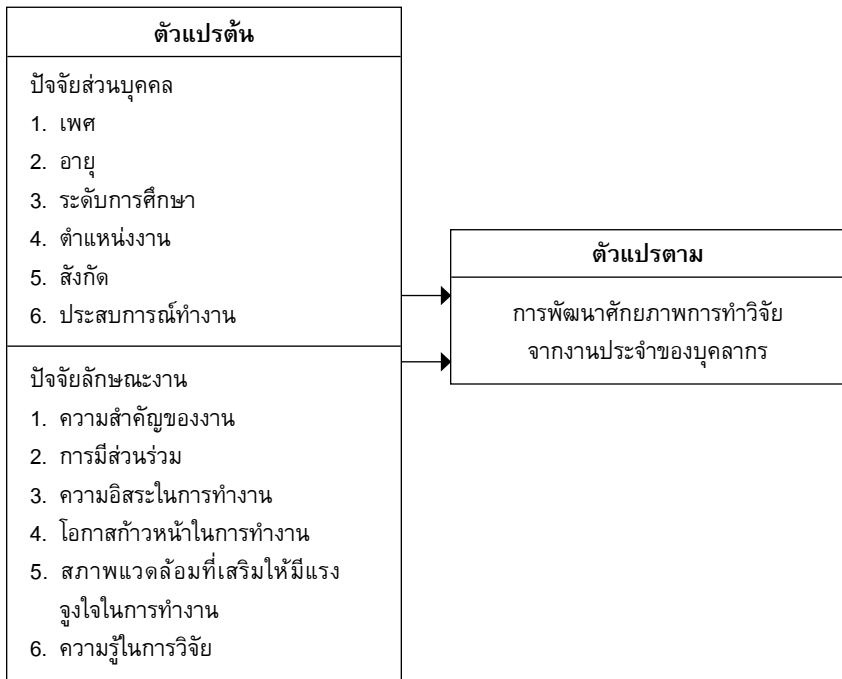 ตัวแปรต้น
ปัจจัยส่วนบุคคล
1. เพศ
2. อายุ
3. ระดับการศึกษา
4. ตำแหน่งงาน
5. สังกัด
6. ประสบการณ์ทำงาน
ปัจจัยลักษณะงาน
1. ความสำคัญของงาน
2. การมีส่วนร่วม
3. ความอิสระในการทำงาน
4. โอกาสก้าวหน้าในการทำงาน
5. สภาพแวดล้อมที่เสริมให้มีแรง
จูงใจในการทำงาน
6. ความรู้ในการวิจัย
ตัวแปรตาม
การพัฒนาศักยภาพการทำวิจัย
จากงานประจำของบุคลากร